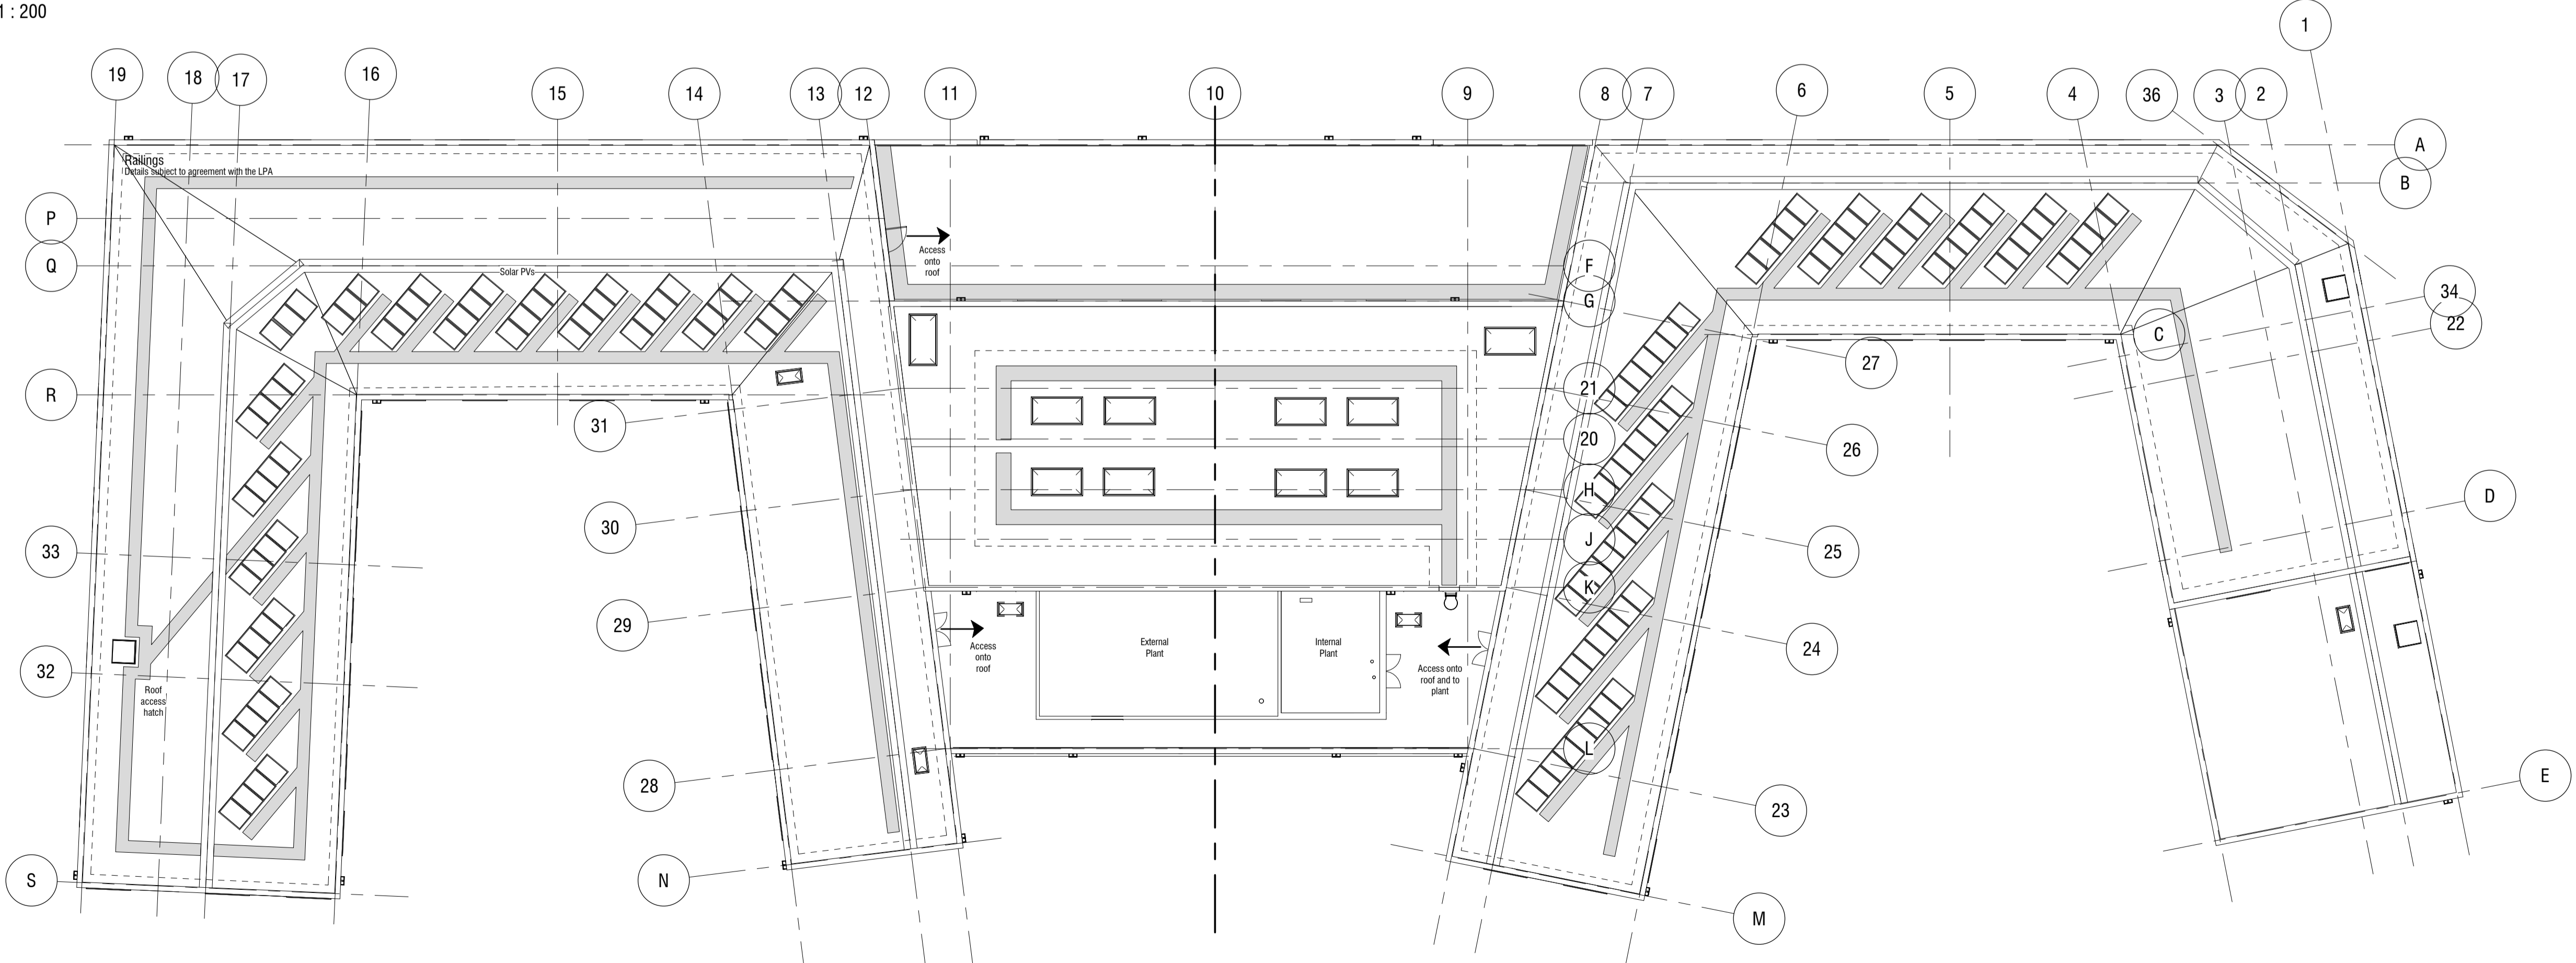 1 : 200
1
19
18
17
16
15
14
13
12
11
10
9
8
7
6
5
4
36
3
2
A
B
Railings
Details subject to agreement with the LPA
P
Q
Solar PVs
Access
onto
roof
F
G
34
22
C
27
R
31
21
20
26
H
D
30
J
25
33
K
29
24
32
External
Plant
Internal
Plant
Access
onto
roof
Access onto
roof and to
plant
Roof
access
hatch
L
28
23
E
S
N
M